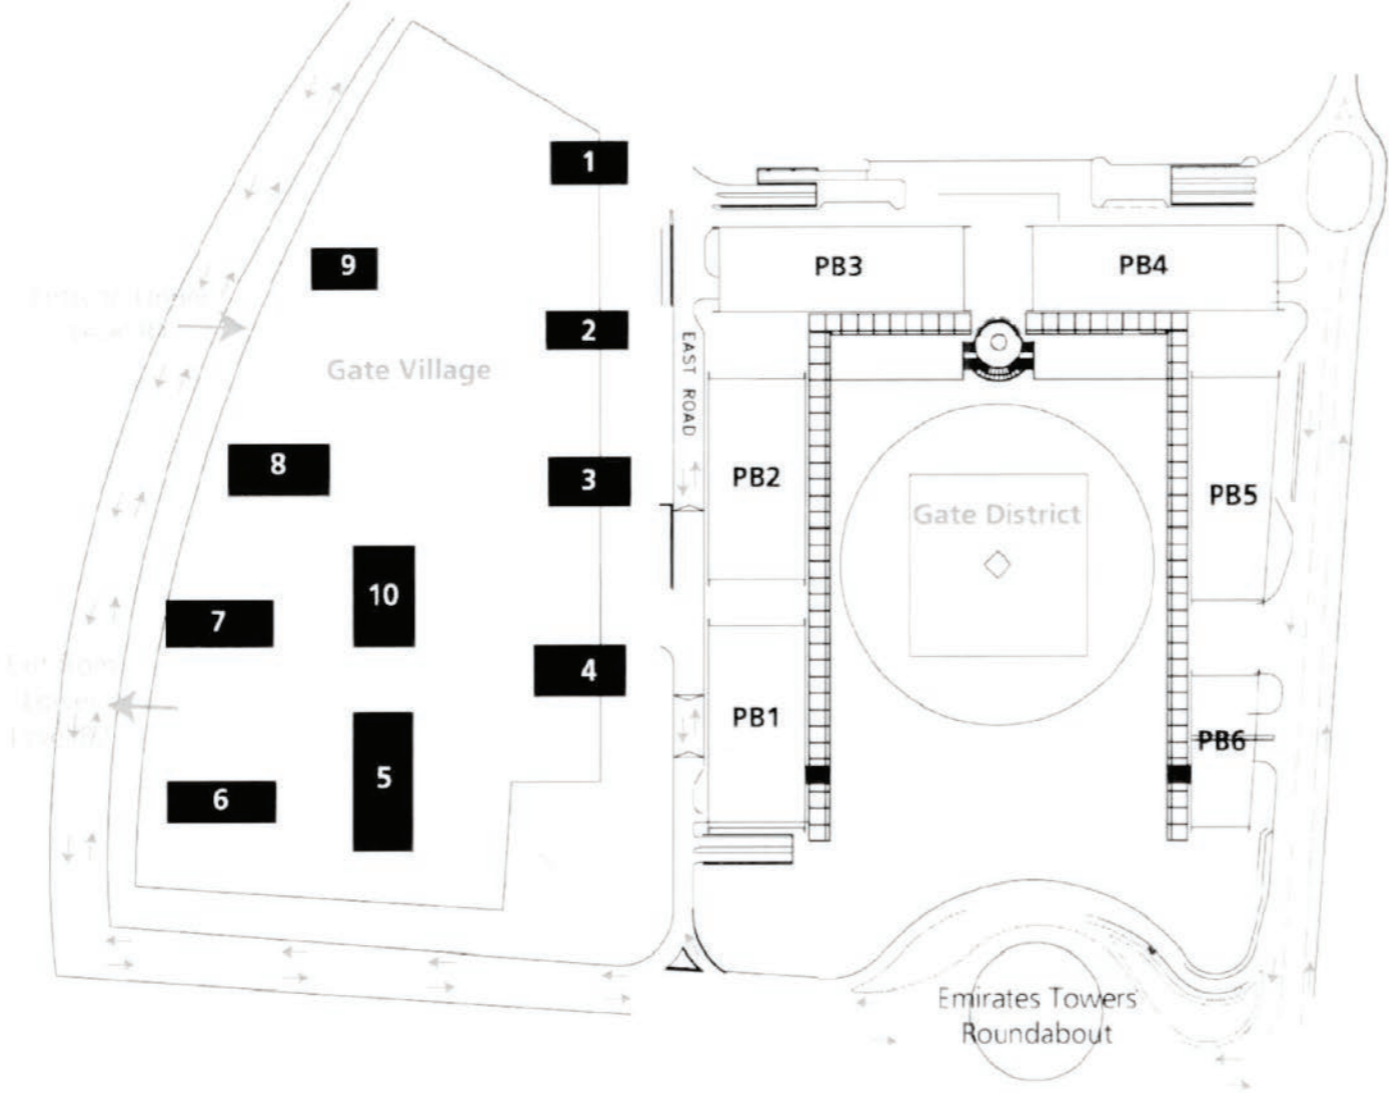 1
9
PB3
PB4
2
EAST ROAD
Gate Village
8
3
PB2
PB5
Gate District
10
7
4
PB1
PB6
5
6
Emirates Towers
Roundabout